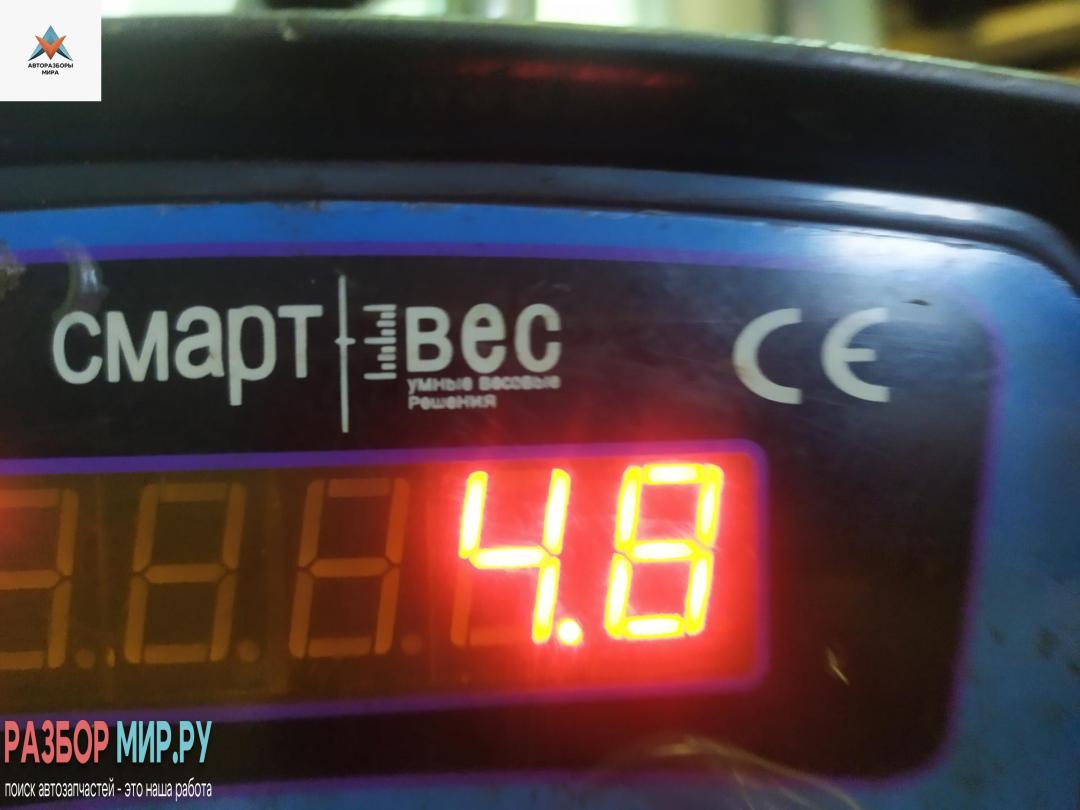 АВТОРАЗБОРЫ
МИРА
смарт вес
умные весовые
решения
CE
4.8
РАЗБОР МИР.РУ
поиск автозапчастей - это наша работа